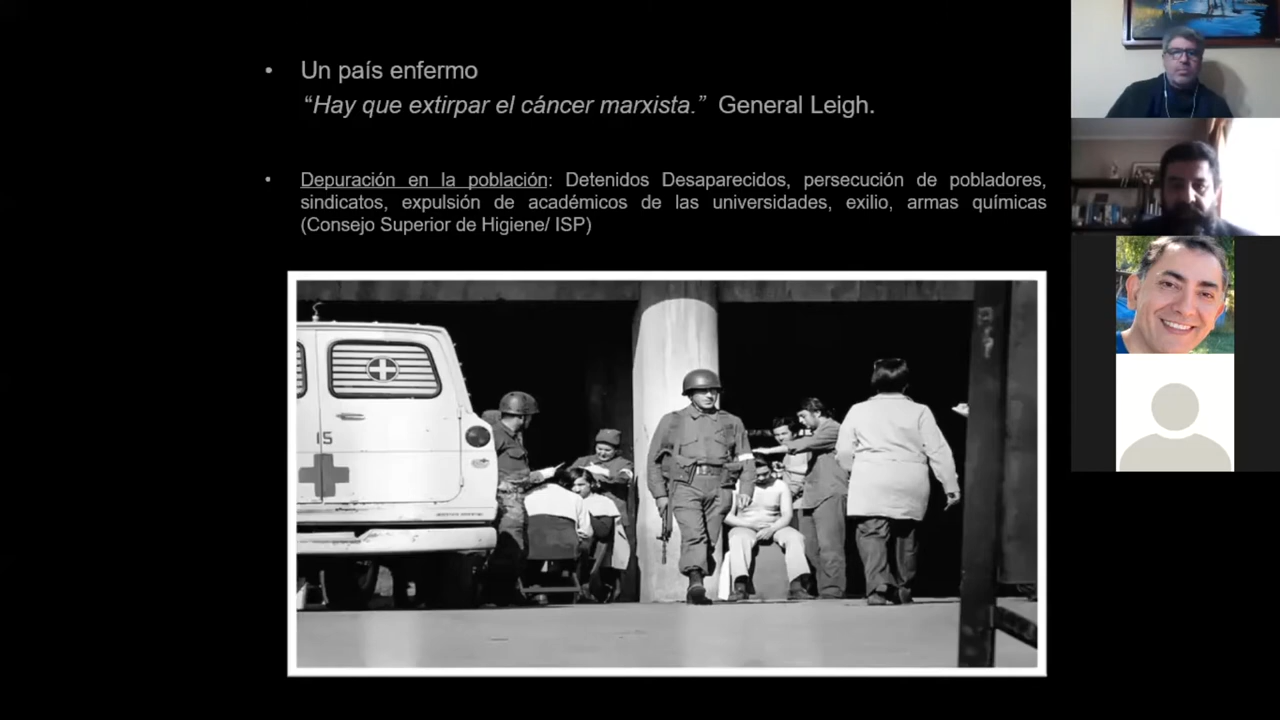 • Un país enfermo
“Hay que extirpar el cáncer marxista.” General Leigh.
• Depuración en la población: Detenidos Desaparecidos, persecución de pobladores,
sindicatos, expulsión de académicos de las universidades, exilio, armas químicas
(Consejo Superior de Higiene/ ISP)
15